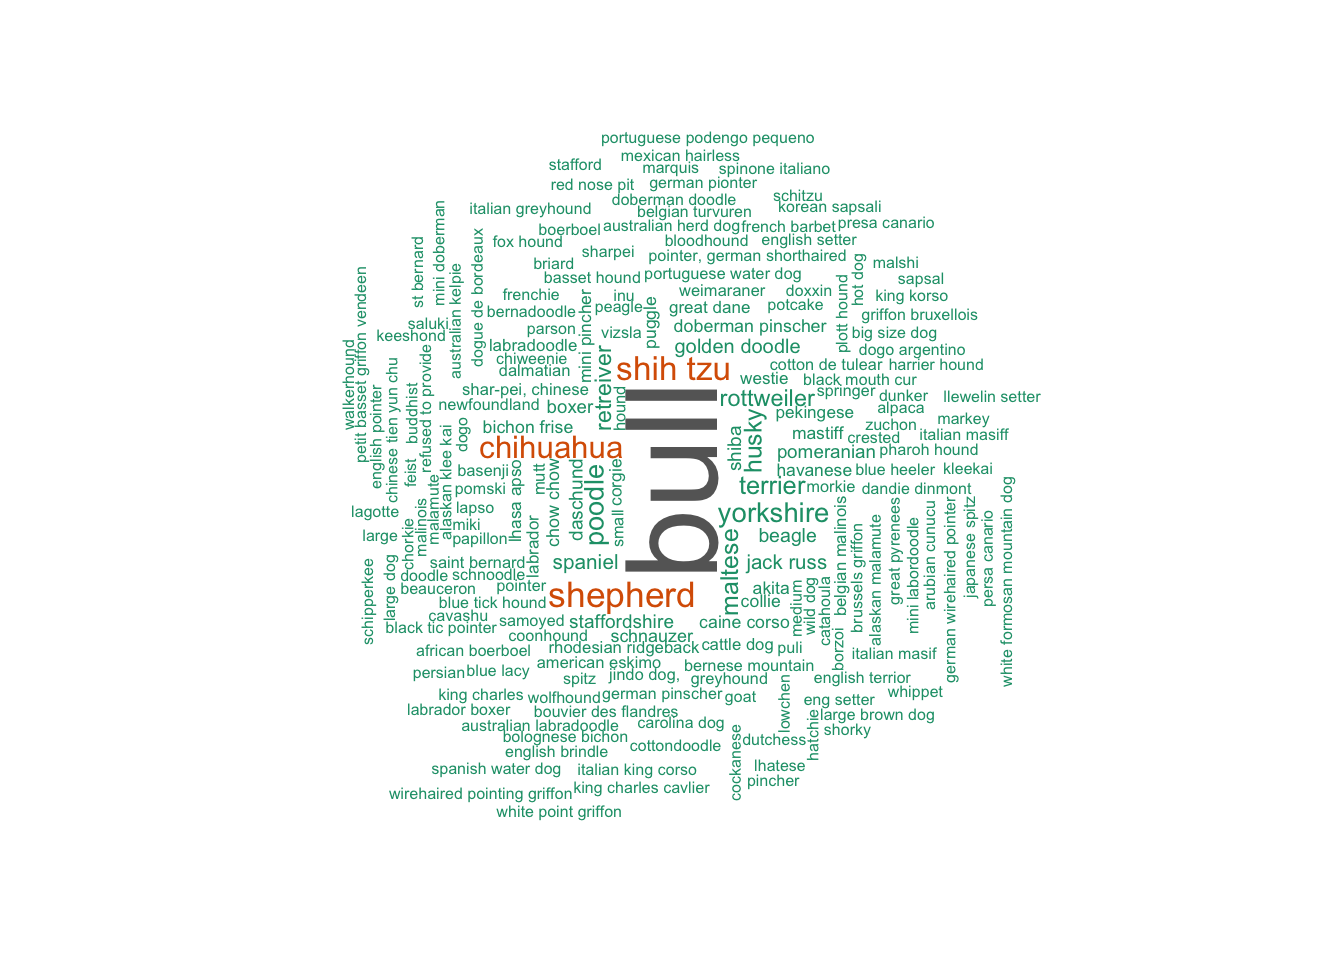 portuguese podengo pequeno
mexican hairless
stafford
marquis
spinone italiano
red nose pit
german pionter
schitzu
doberman doodle
italian greyhound
belgian turvuren
korean sapsali
boerboel
australian herd dog
french barbet
presa canario
fox hound
bloodhound
english setter
sharpei
pointer, german shorthaired
briard
malshi
basset hound
portuguese water dog
sapsal
frenchie
inu
weimaraner
doxxin
king korso
bernadoodle
peagle
great dane
potcake
griffon bruxellois
saluki
parson
vizsla
puggle
doberman pinscher
big size dog
keeshond
labradoodle
golden doodle
dogo argentino
chiweenie
dalmatian
mini pincher
shih tzu
cotton de tulear
harrier hound
westie
black mouth cur
shar-pei, chinese
retreiver
hound
rottweiler
springer
dunker
llewelin setter
newfoundland
boxer
pekingese
alpaca
markey
bichon frise
zuchon
mastiff
crested
italian masiff
chihuahua
bull
shiba
husky
pomeranian
pharoh hound
basenji
havanese
blue heeler
kleekai
pomski
terrier
morkie
dandie dinmont
lagotte
lapso
yorkshire
large
miki
papillon
beagle
saint bernard
spaniel
maltese
jack russ
doodle
schnoodle
beauceron
pointer
shepherd
akita
blue tick hound
collie
cavashu
samoyed
staffordshire
caine corso
black tic pointer
coonhound
schnauzer
african boerboel
rhodesian ridgeback
cattle dog
puli
italian masif
american eskimo
bernese mountain
persian
blue lacy
spitz
jindo dog,
greyhound
english terrior
king charles
wolfhound
german pinscher
goat
eng setter
whippet
labrador boxer
bouvier des flandres
large brown dog
australian labradoodle
carolina dog
shorky
bolognese bichon
cottondoodle
dutchess
english brindle
spanish water dog
italian king corso
lhatese
pincher
wirehaired pointing griffon
king charles cavlier
white point griffon
walkerhound
petit basset griffon vendeen
english pointer
chinese tien yun chu
feist
buddhist
refused to provide
st bernard
mini doberman
australian kelpie
dogue de bordeaux
dogo
alaskan klee kai
malamute
malinois
chorkie
large dog
schipperkee
lhasa apso
mutt
labrador
chow chow
daschund
poodle
small corgie
plott hound
hot dog
medium
wild dog
catahoula
borzoi
belgian malinois
brussels griffon
alaskan malamute
great pyrenees
mini labordoodle
arubian cunucu
german wirehaired pointer
japanese spitz
persa canario
white formosan mountain dog
lowchen
hatchie
cockanese